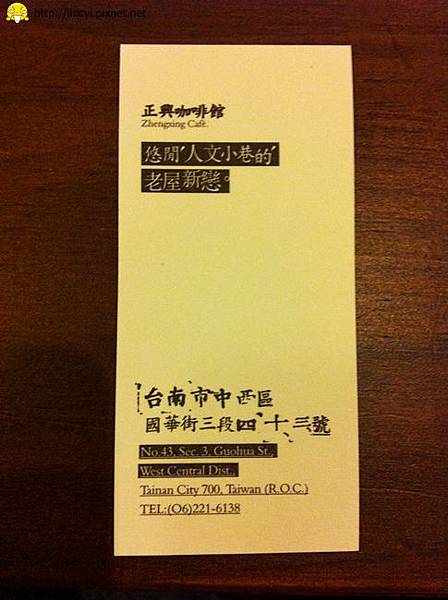 http://lincyi.pixnet.net
正興咖啡館
Zhengxing Café.
悠閒'人文小巷的'
老屋新戀。
台南市中西區
國華街三段四十三號
No.43, Sec. 3, Guohua St.,
West Central Dist.,
Tainan City 700, Taiwan (R.O.C.)
TEL:(O6)221-6138